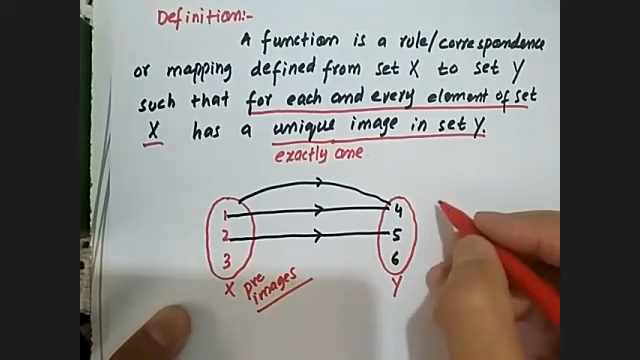 Definition:-
A function is a rule/correspondence
or mapping defined from set X to set Y
such that for each and every element of set
X has a unique image in set Y.
exactly one
1 4
2 5
3 6
X pre images Y